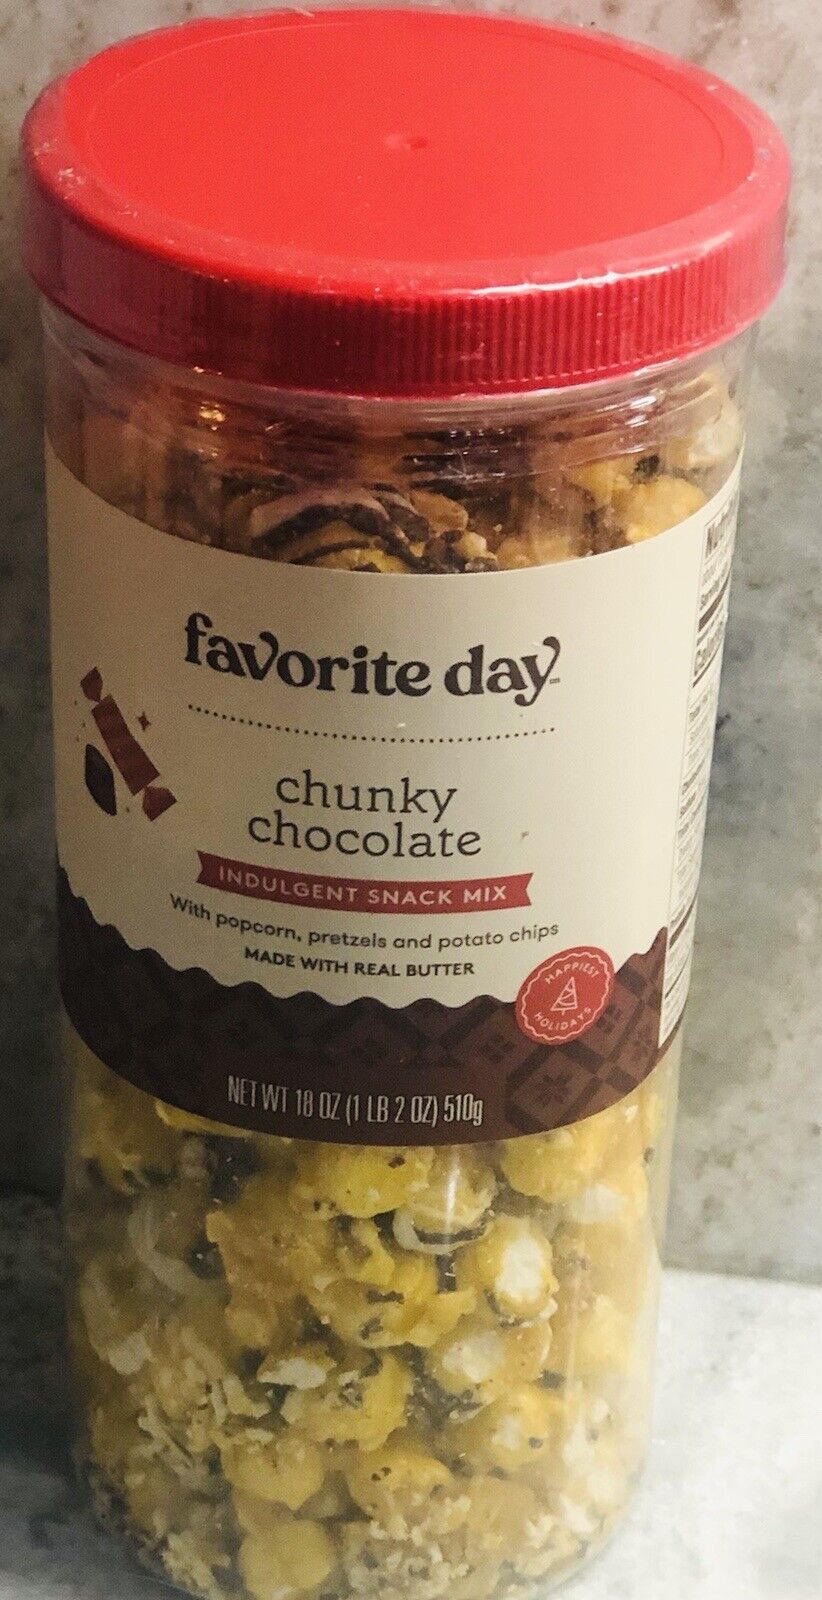 favorite day
chunky
chocolate
INDULGENT SNACK MIX
With popcorn, pretzels and potato chips
MADE WITH REAL BUTTER
HAPPIEST
HOLIDAYS
NET WT 18 OZ (1 LB 2 OZ) 510g